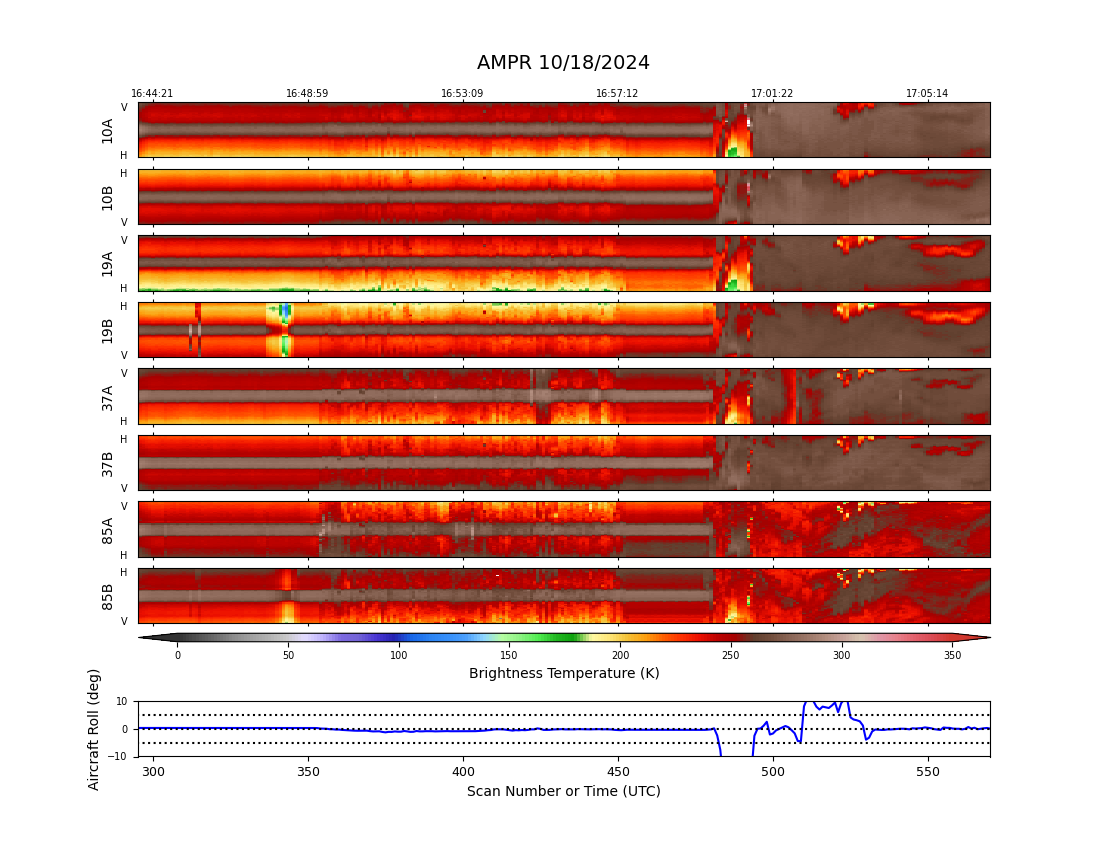 AMPR 10/18/2024
16:44:21 16:48:59 16:53:09 16:57:12 17:01:22 17:05:14
V
10A
H
H
10B
V
V
19A
H
H
19B
V
V
37A
H
H
37B
V
V
85A
H
H
85B
V
0 50 100 150 200 250 300 350
Brightness Temperature (K)
Aircraft Roll (deg)
10
0
−10
300 350 400 450 500 550
Scan Number or Time (UTC)